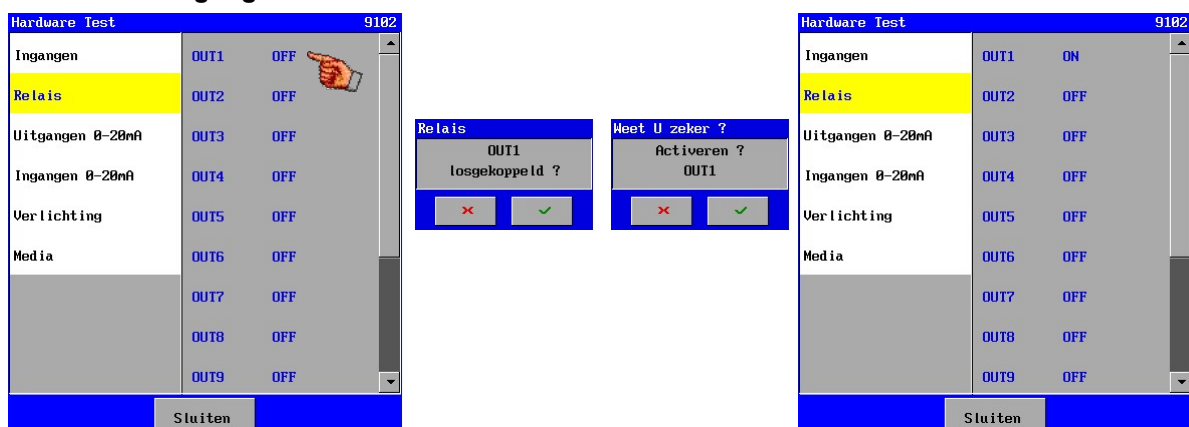 Hardware Test 9102
Ingangen
Relais
Uitgangen 0-20mA
Ingangen 0-20mA
Verlichting
Media
OUT1 OFF
OUT2 OFF
OUT3 OFF
OUT4 OFF
OUT5 OFF
OUT6 OFF
OUT7 OFF
OUT8 OFF
OUT9 OFF
Sluiten
Relais
OUT1
losgekoppeld ?
Weet U zeker ?
Activeren ?
OUT1
Hardware Test 9102
Ingangen
Relais
Uitgangen 0-20mA
Ingangen 0-20mA
Verlichting
Media
OUT1 ON
OUT2 OFF
OUT3 OFF
OUT4 OFF
OUT5 OFF
OUT6 OFF
OUT7 OFF
OUT8 OFF
OUT9 OFF
Sluiten